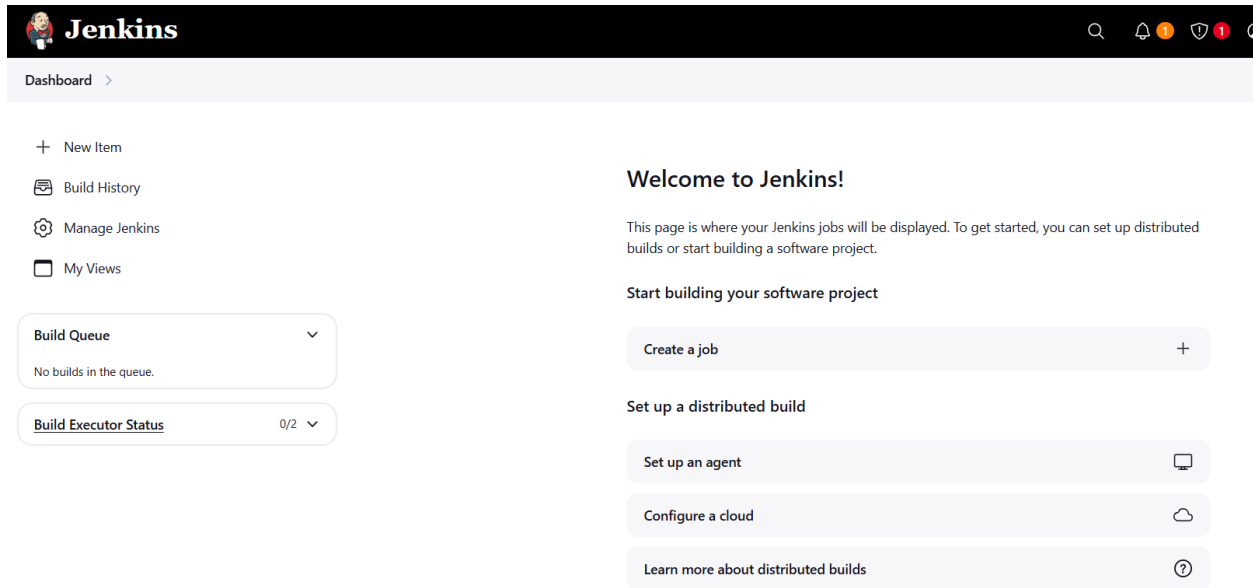 Jenkins
1
1
Dashboard
New Item
Build History
Manage Jenkins
My Views
Build Queue
No builds in the queue.
Build Executor Status
0/2
Welcome to Jenkins!
This page is where your Jenkins jobs will be displayed. To get started, you can set up distributed
builds or start building a software project.
Start building your software project
Create a job
Set up a distributed build
Set up an agent
Configure a cloud
Learn more about distributed builds